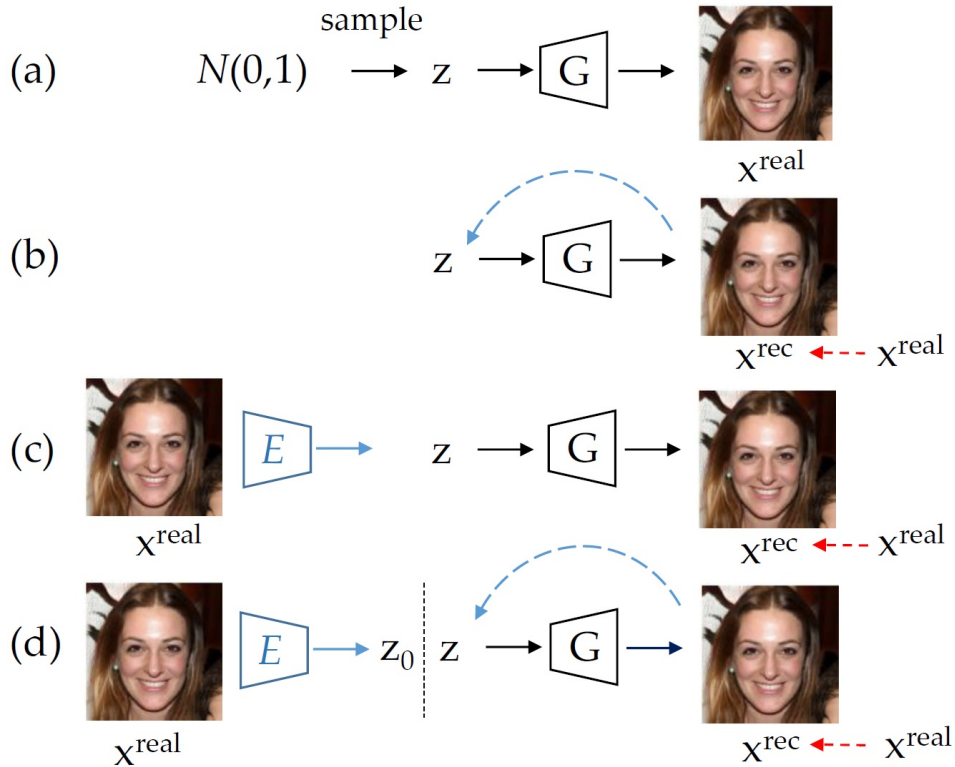 sample
(a) N(0,1) z G
x^real
(b) z G
x^rec x^real
(c) E z G
x^real x^rec x^real
(d) E z₀ z G
x^real x^rec x^real